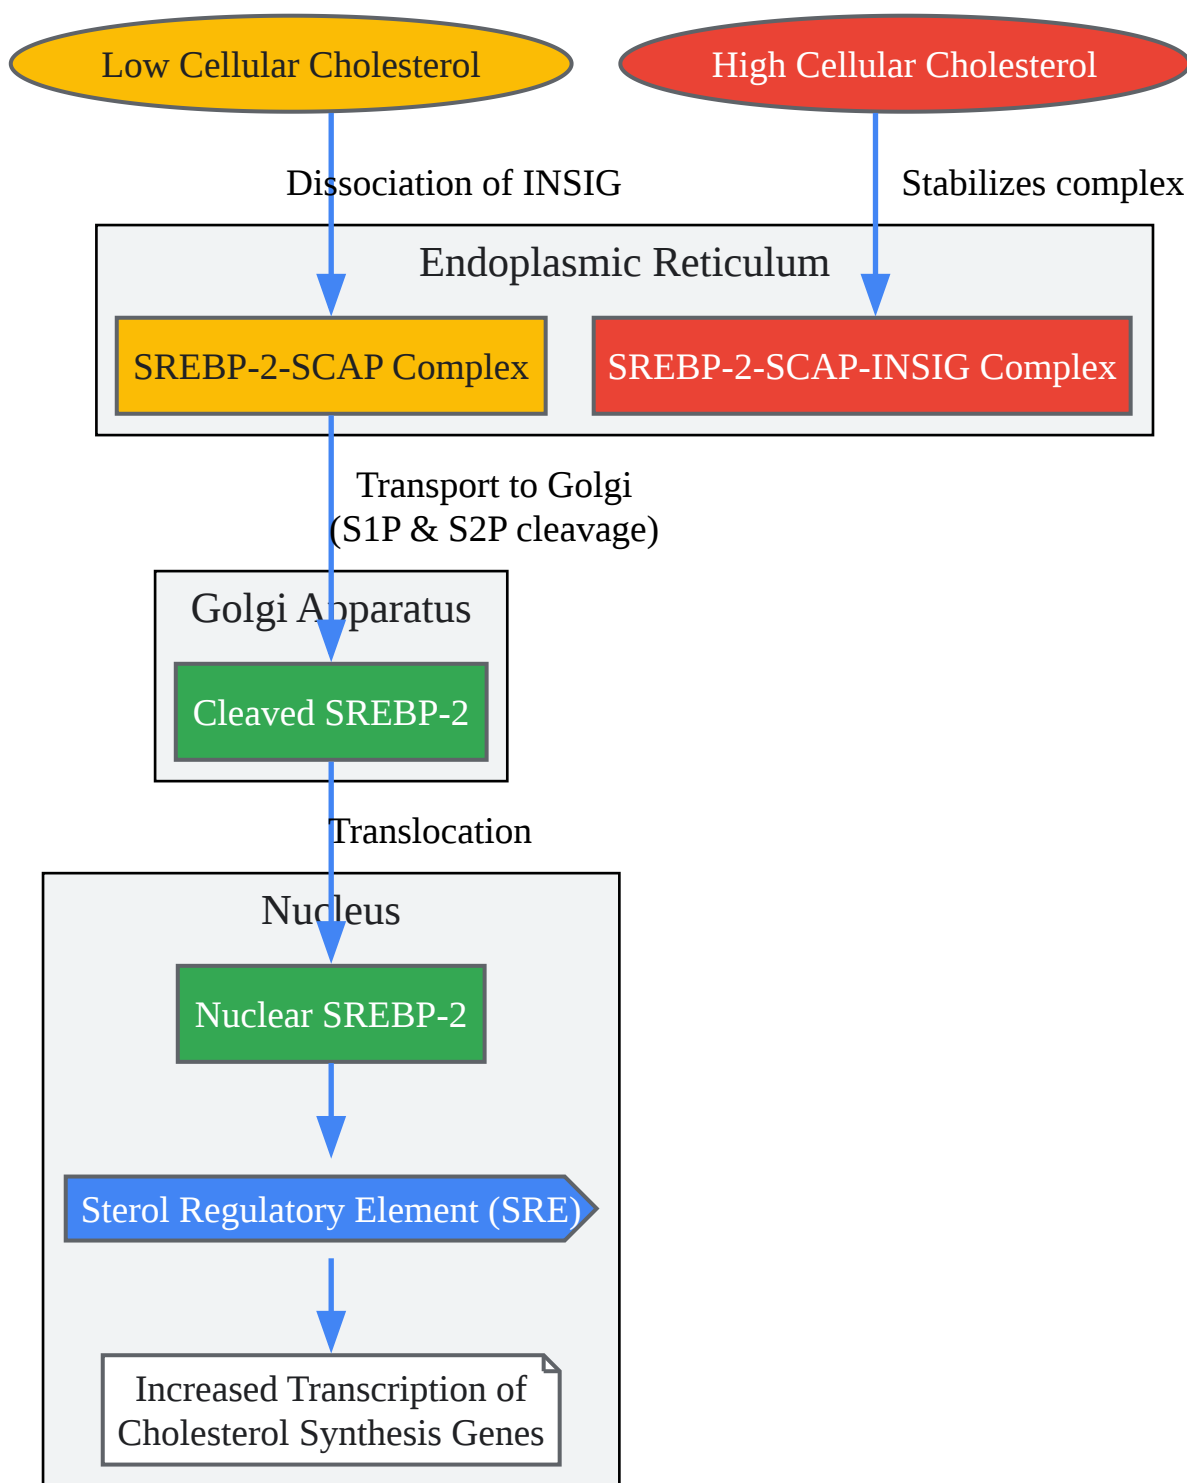 Low Cellular Cholesterol
High Cellular Cholesterol
Dissociation of INSIG
Stabilizes complex
Endoplasmic Reticulum
SREBP-2-SCAP Complex
SREBP-2-SCAP-INSIG Complex
Transport to Golgi
(S1P & S2P cleavage)
Golgi Apparatus
Cleaved SREBP-2
Translocation
Nucleus
Nuclear SREBP-2
Sterol Regulatory Element (SRE)
Increased Transcription of
Cholesterol Synthesis Genes